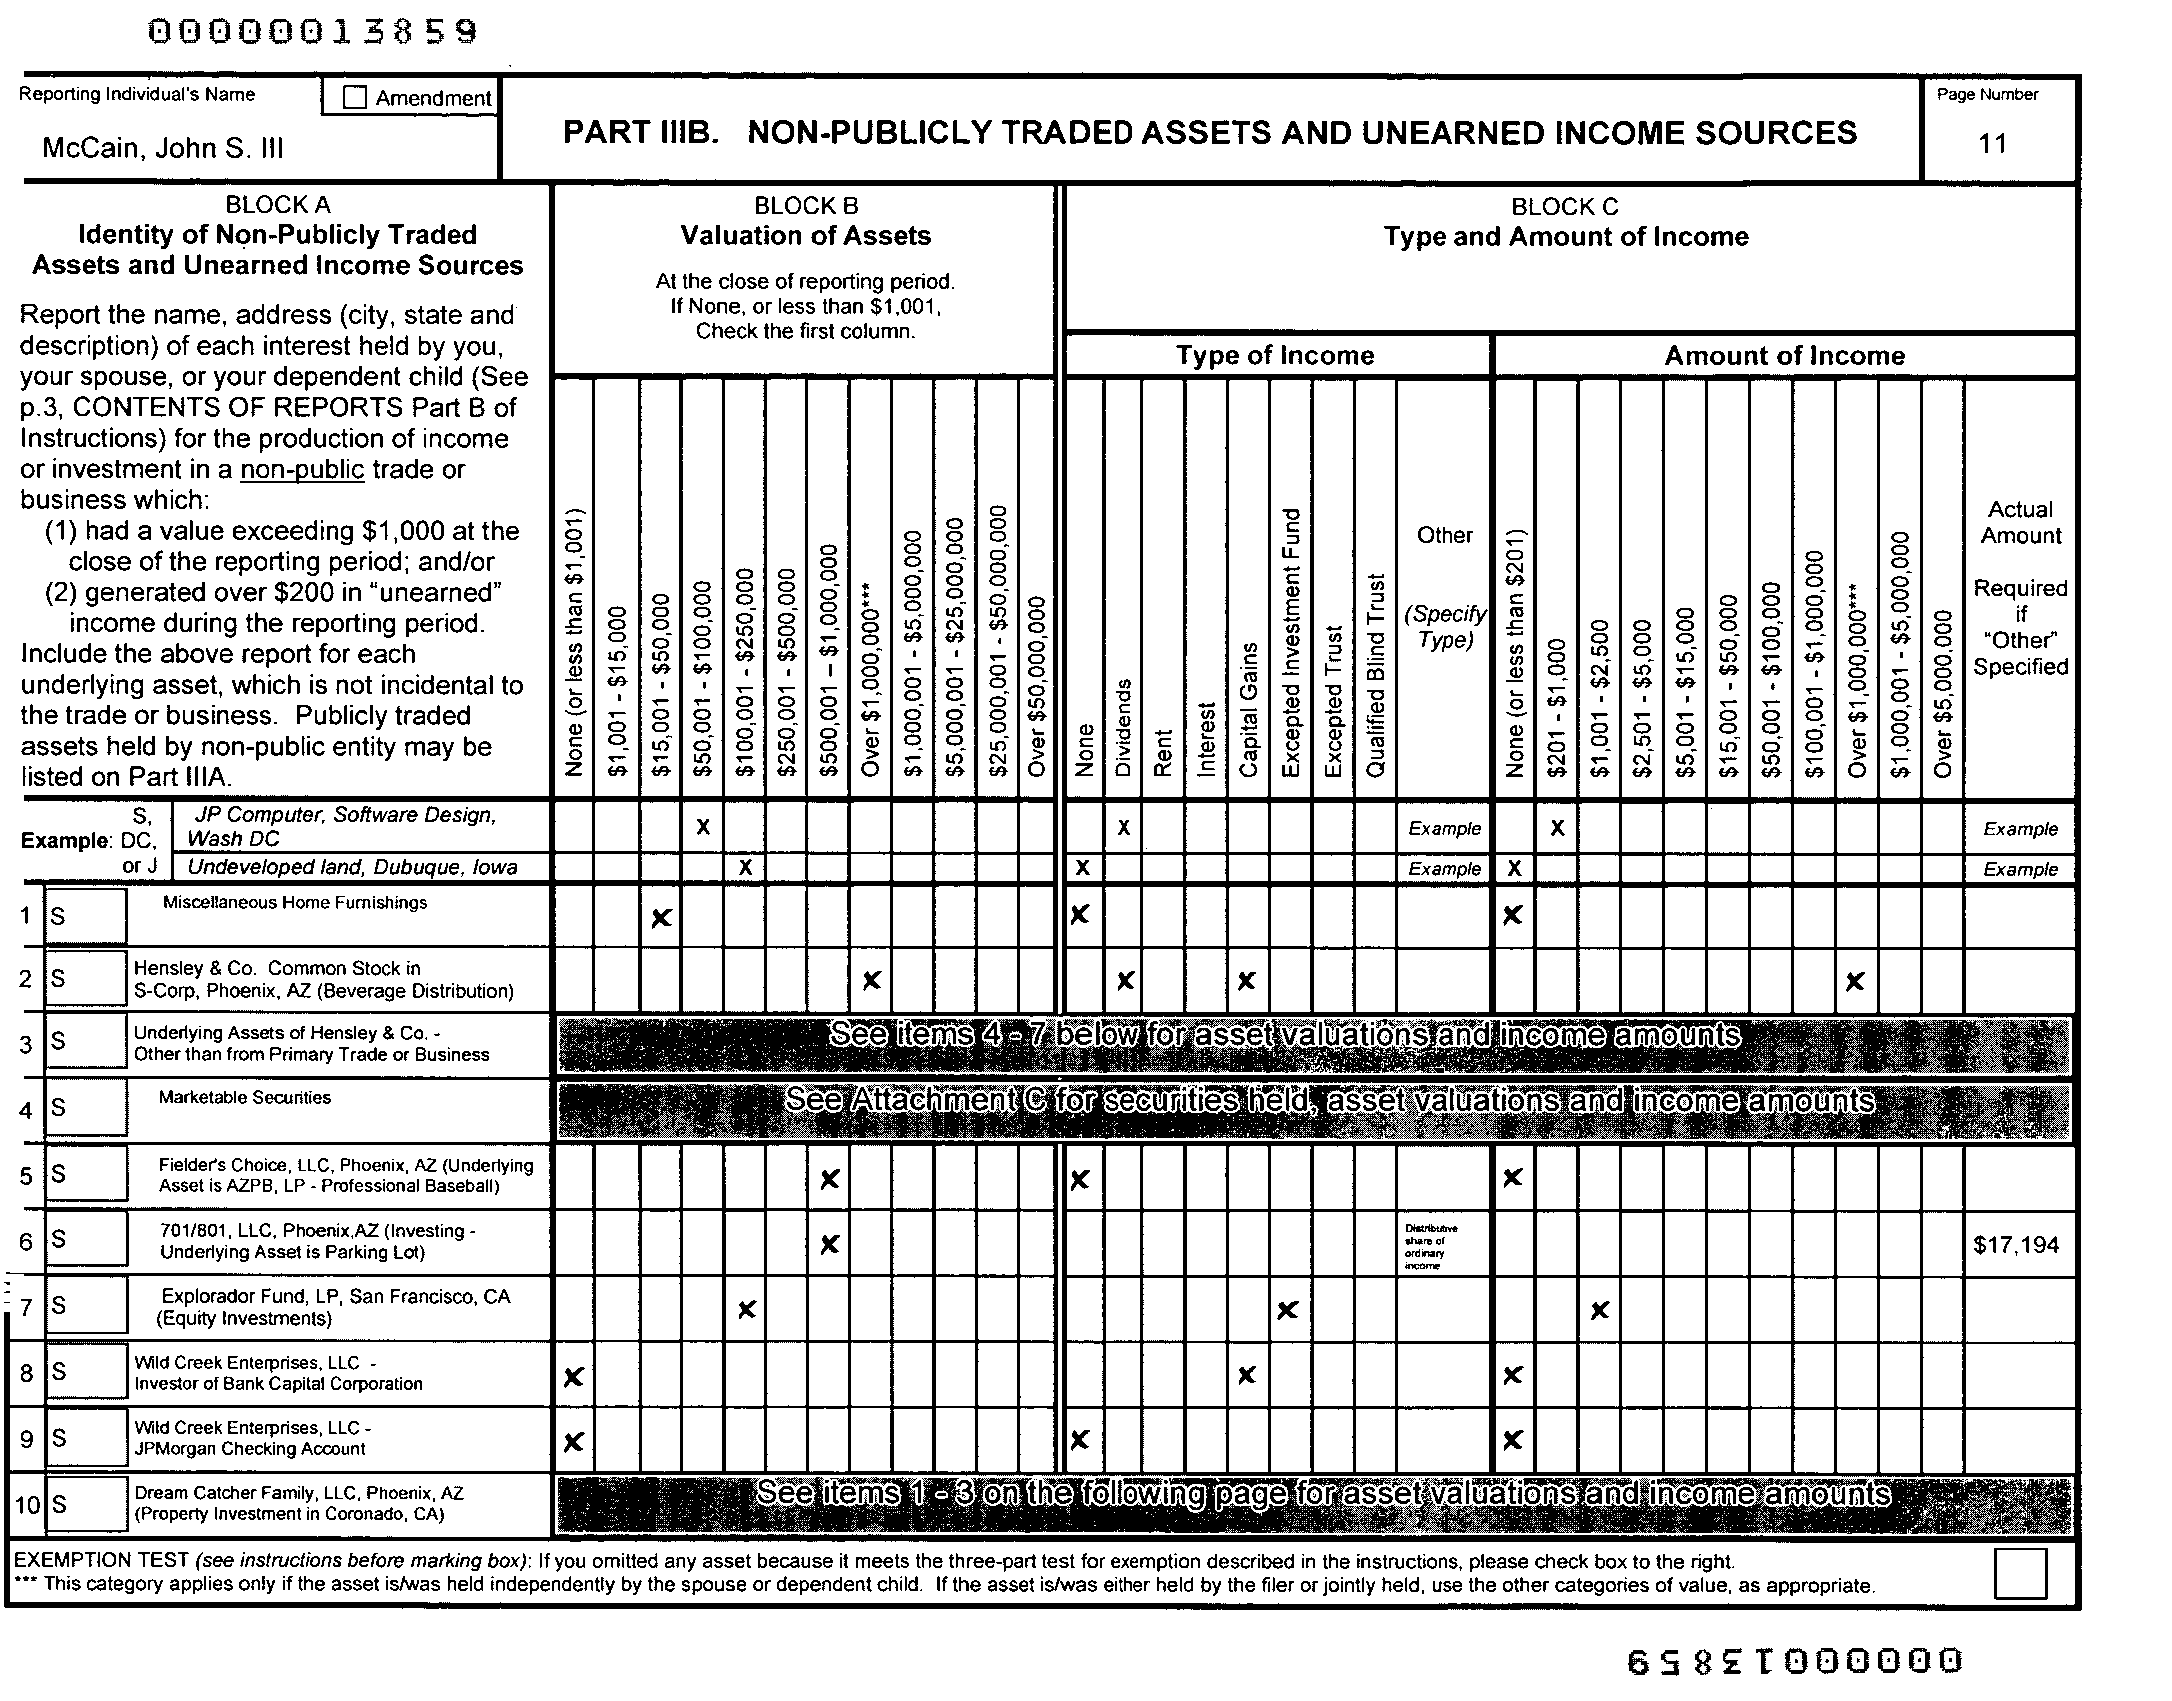 00000013859
Reporting Individual's Name
Amendment
McCain, John S. III
PART IIIB. NON-PUBLICLY TRADED ASSETS AND UNEARNED INCOME SOURCES
Page Number
11
BLOCK A
Identity of Non-Publicly Traded
Assets and Unearned Income Sources
Report the name, address (city, state and
description) of each interest held by you,
your spouse, or your dependent child (See
p.3, CONTENTS OF REPORTS Part B of
Instructions) for the production of income
or investment in a non-public trade or
business which:
(1) had a value exceeding $1,000 at the
close of the reporting period; and/or
(2) generated over $200 in “unearned”
income during the reporting period.
Include the above report for each
underlying asset, which is not incidental to
the trade or business. Publicly traded
assets held by non-public entity may be
listed on Part IIIA.
BLOCK B
Valuation of Assets
At the close of reporting period.
If None, or less than $1,001,
Check the first column.
None (or less than $1,001)
$1,001 - $15,000
$15,001 - $50,000
$50,001 - $100,000
$100,001 - $250,000
$250,001 - $500,000
$500,001 - $1,000,000
Over $1,000,000***
$1,000,001 - $5,000,000
$5,000,001 - $25,000,000
$25,000,001 - $50,000,000
Over $50,000,000
BLOCK C
Type and Amount of Income
Type of Income
None
Dividends
Rent
Interest
Capital Gains
Excepted Investment Fund
Excepted Trust
Qualified Blind Trust
Other
(Specify
Type)
Amount of Income
None (or less than $201)
$201 - $1,000
$1,001 - $2,500
$2,501 - $5,000
$5,001 - $15,000
$15,001 - $50,000
$50,001 - $100,000
$100,001 - $1,000,000
Over $1,000,000***
$1,000,001 - $5,000,000
Over $5,000,000
Actual
Amount
Required
if
“Other”
Specified
Example: S, DC, or J
JP Computer, Software Design,
Wash DC X X Example X Example
Undeveloped land, Dubuque, Iowa X X Example X Example
1 S Miscellaneous Home Furnishings X X X
2 S Hensley & Co. Common Stock in
S-Corp, Phoenix, AZ (Beverage Distribution) X X X X
3 S Underlying Assets of Hensley & Co. -
Other than from Primary Trade or Business
See items 4 - 7 below for asset valuations and income amounts
4 S Marketable Securities
See Attachment C for securities held, asset valuations and income amounts
5 S Fielder's Choice, LLC, Phoenix, AZ (Underlying
Asset is AZPB, LP - Professional Baseball) X X X
6 S 701/801, LLC, Phoenix,AZ (Investing -
Underlying Asset is Parking Lot) X
Distributive
share of
ordinary
income
$17,194
7 S Explorador Fund, LP, San Francisco, CA
(Equity Investments) X X X
8 S Wild Creek Enterprises, LLC -
Investor of Bank Capital Corporation X X X
9 S Wild Creek Enterprises, LLC -
JPMorgan Checking Account X X X
10 S Dream Catcher Family, LLC, Phoenix, AZ
(Property Investment in Coronado, CA)
See items 1 - 3 on the following page for asset valuations and income amounts
EXEMPTION TEST (see instructions before marking box): If you omitted any asset because it meets the three-part test for exemption described in the instructions, please check box to the right.
*** This category applies only if the asset is/was held independently by the spouse or dependent child. If the asset is/was either held by the filer or jointly held, use the other categories of value, as appropriate.
00000013859